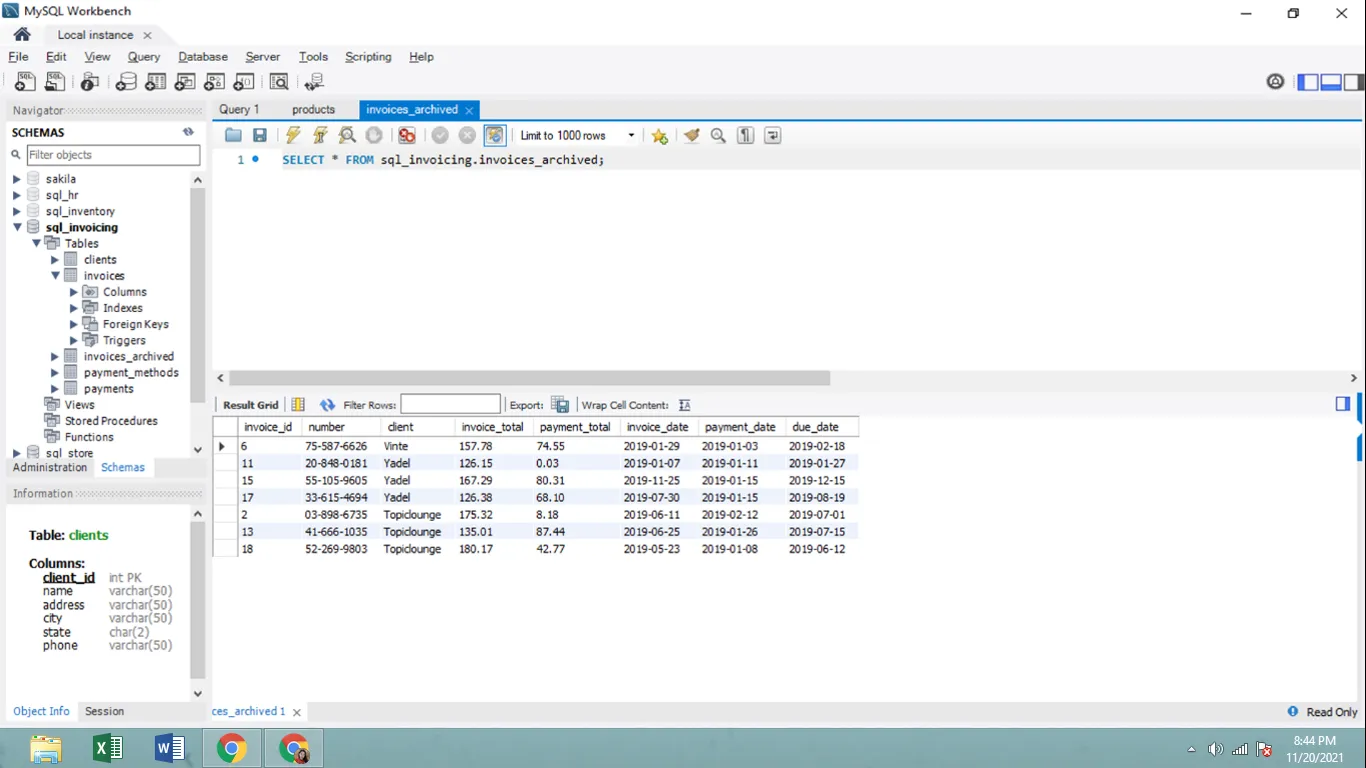 MySQL Workbench
Local instance
File Edit View Query Database Server Tools Scripting Help
Navigator
SCHEMAS
Filter objects
sakila
sql_hr
sql_inventory
sql_invoicing
Tables
clients
invoices
Columns
Indexes
Foreign Keys
Triggers
invoices_archived
payment_methods
payments
Views
Stored Procedures
Functions
sql_store
Administration Schemas
Information
Table: clients
Columns:
client_id int PK
name varchar(50)
address varchar(50)
city varchar(50)
state char(2)
phone varchar(50)
Object Info Session
Query 1 products invoices_archived
Limit to 1000 rows
1 SELECT * FROM sql_invoicing.invoices_archived;
Result Grid Filter Rows: Export: Wrap Cell Content:
invoice_id number client invoice_total payment_total invoice_date payment_date due_date
6 75-587-6626 Vinte 157.78 74.55 2019-01-29 2019-01-03 2019-02-18
11 20-848-0181 Yadel 126.15 0.03 2019-01-07 2019-01-11 2019-01-27
15 55-105-9605 Yadel 167.29 80.31 2019-11-25 2019-01-15 2019-12-15
17 33-615-4694 Yadel 126.38 68.10 2019-07-30 2019-01-15 2019-08-19
2 03-898-6735 Topiclounge 175.32 8.18 2019-06-11 2019-02-12 2019-07-01
13 41-666-1035 Topiclounge 135.01 87.44 2019-06-25 2019-01-26 2019-07-15
18 52-269-9803 Topiclounge 180.17 42.77 2019-05-23 2019-01-08 2019-06-12
ces_archived 1
Read Only
8:44 PM
11/20/2021